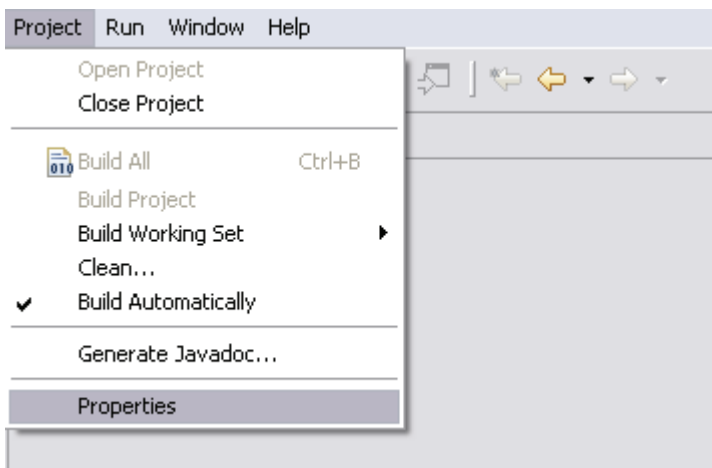 Project Run Window Help
Open Project
Close Project
010 Build All Ctrl+B
Build Project
Build Working Set
Clean...
Build Automatically
Generate Javadoc...
Properties